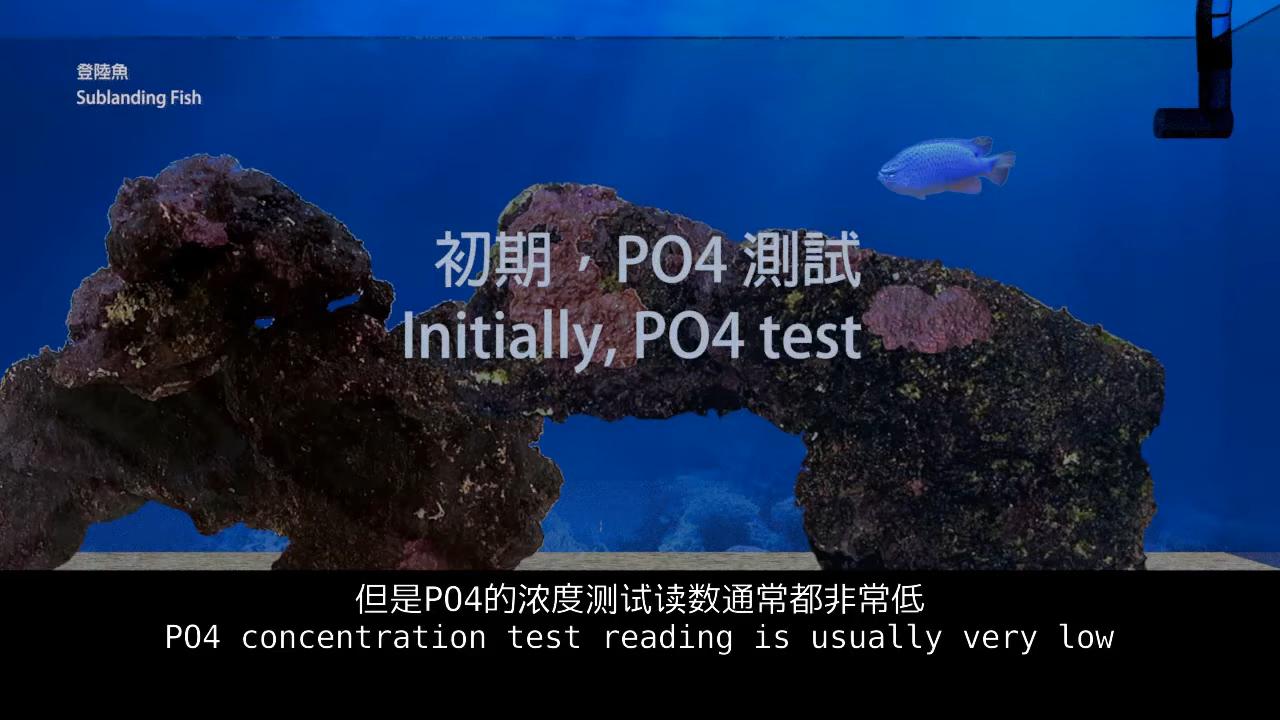 登陸魚
Sublanding Fish
初期，PO4 測試
Initially, PO4 test
但是PO4的浓度测试读数通常都非常低
PO4 concentration test reading is usually very low